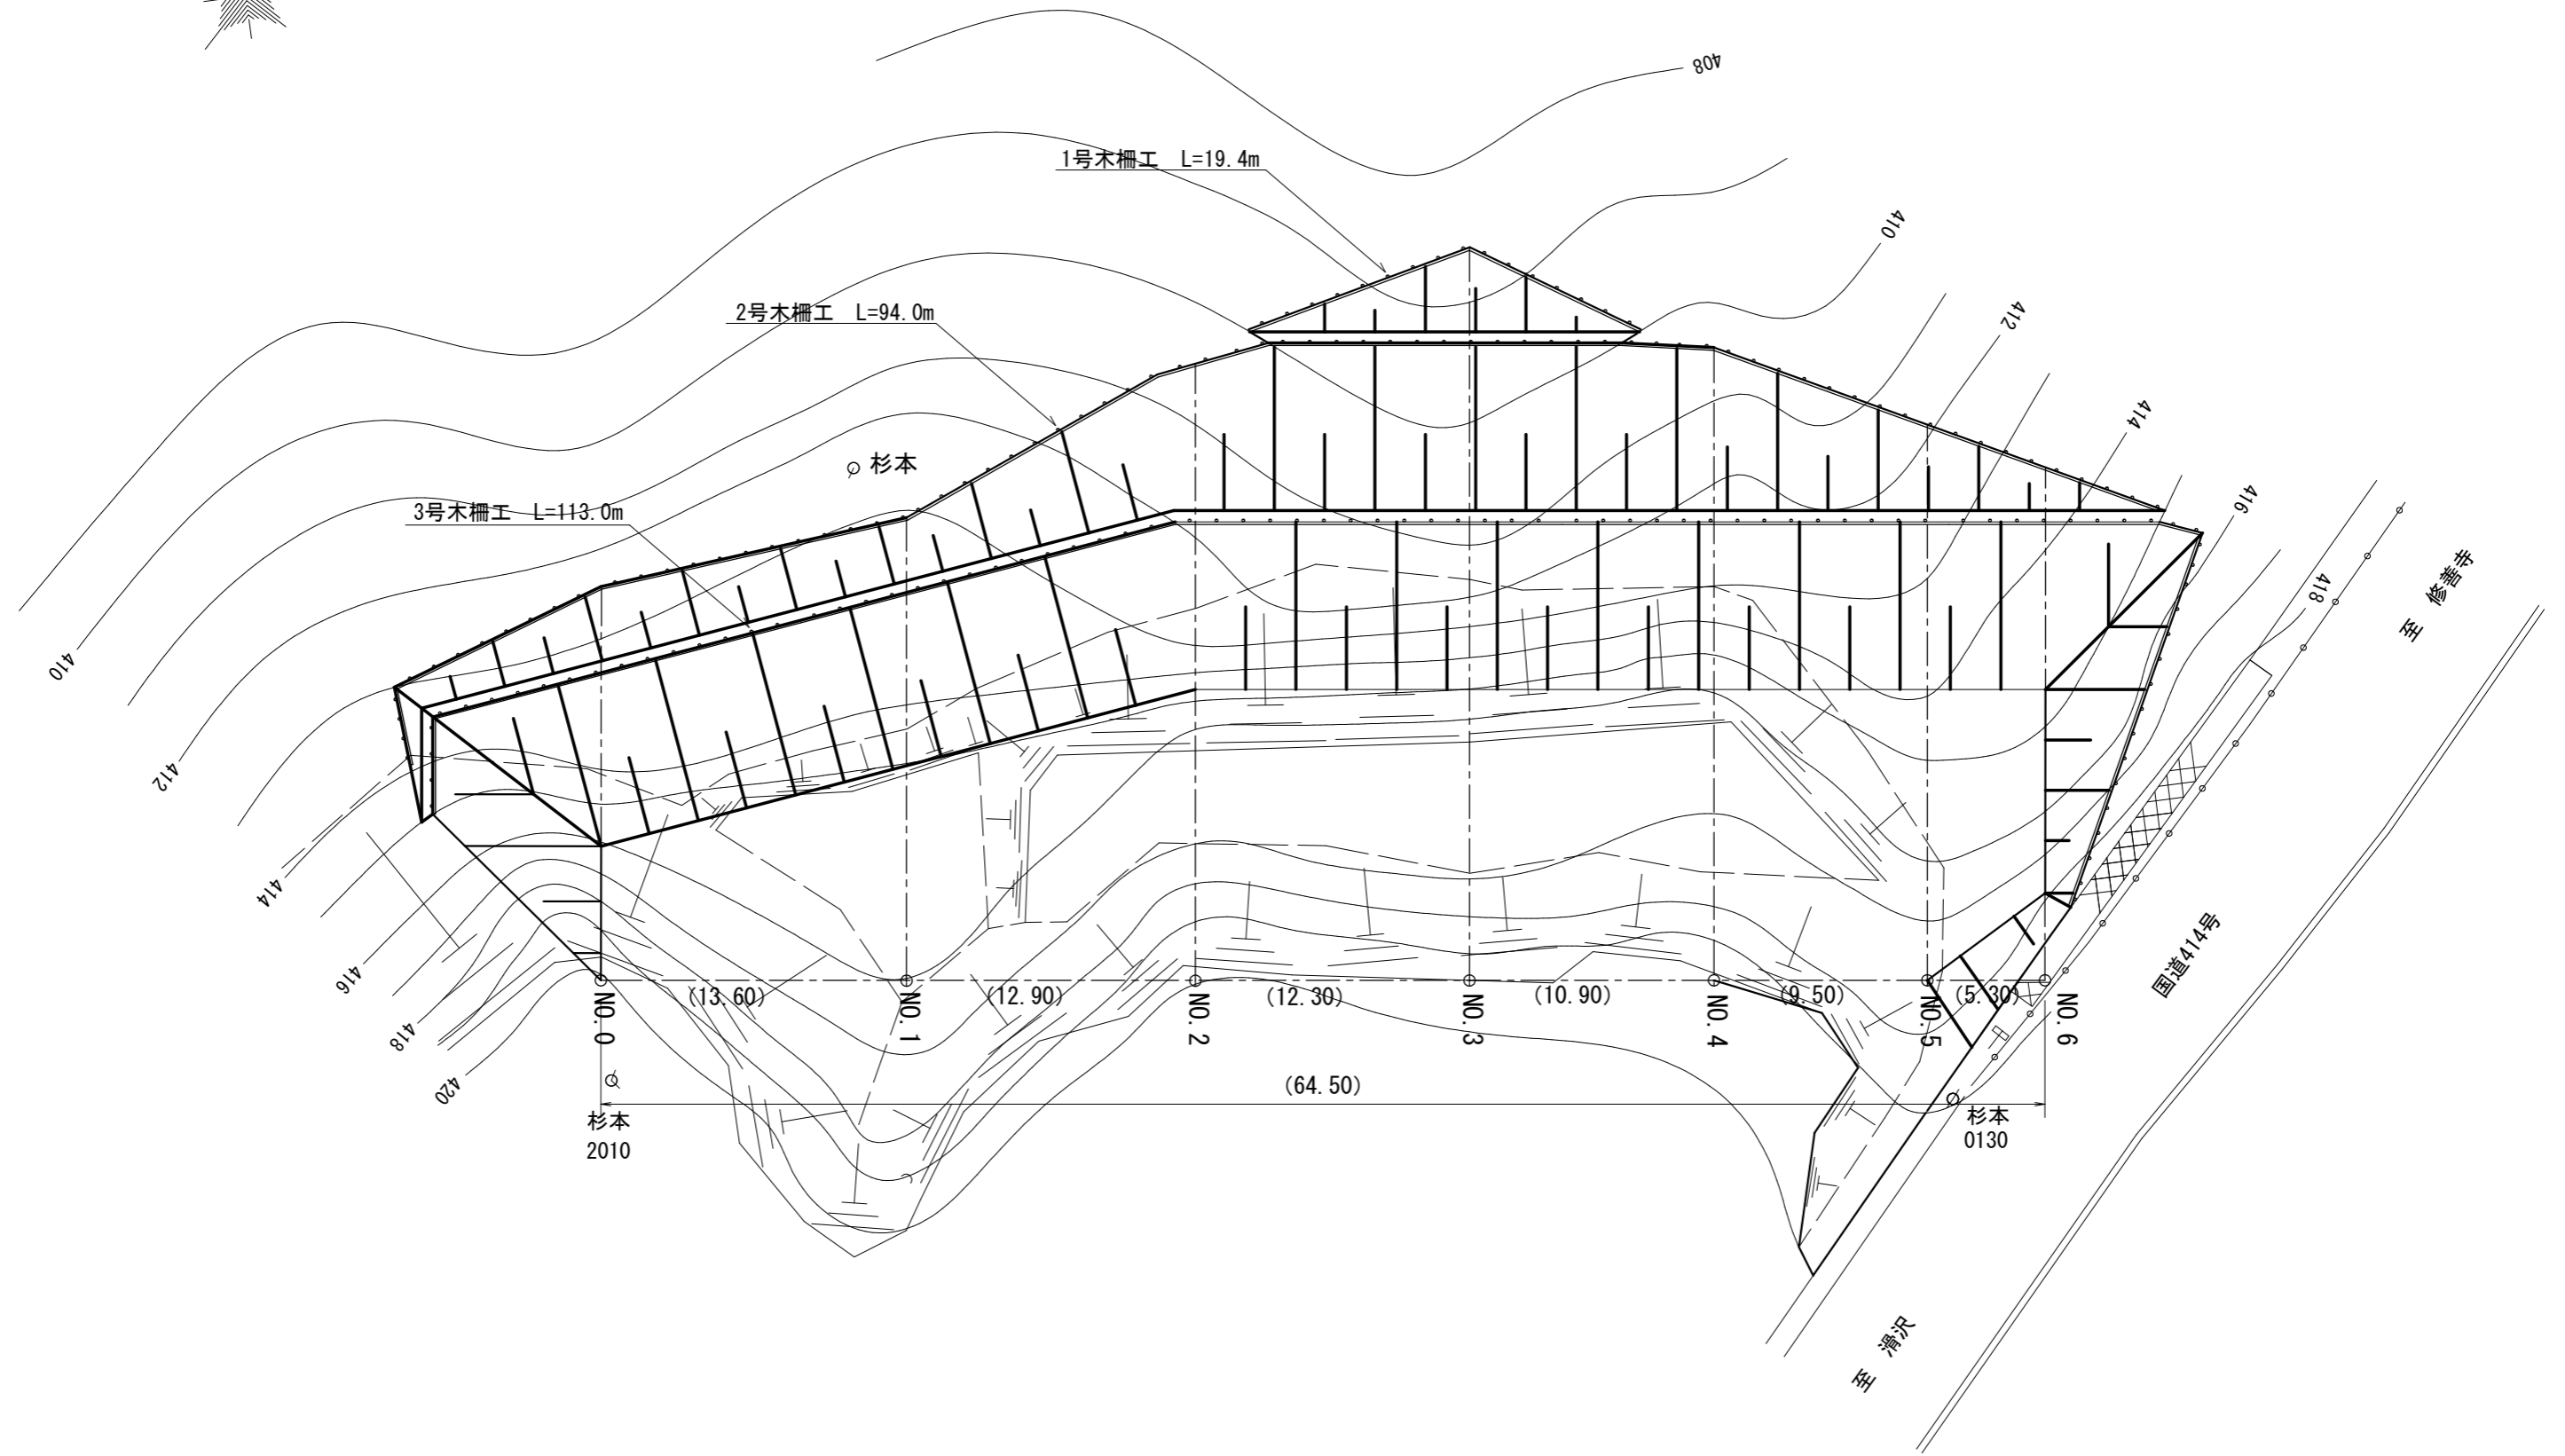 408
1号木柵工 L=19.4m
410
2号木柵工 L=94.0m
412
414
杉本
416
3号木柵工 L=113.0m
至 修善寺
418
410
412
414
416
418
420
国道414号
(13.60)
(12.90)
(12.30)
(10.90)
(9.50)
(5.30)
NO.0
NO.1
NO.2
NO.3
NO.4
NO.5
NO.6
(64.50)
杉本
2010
杉本
0130
至 滑沢